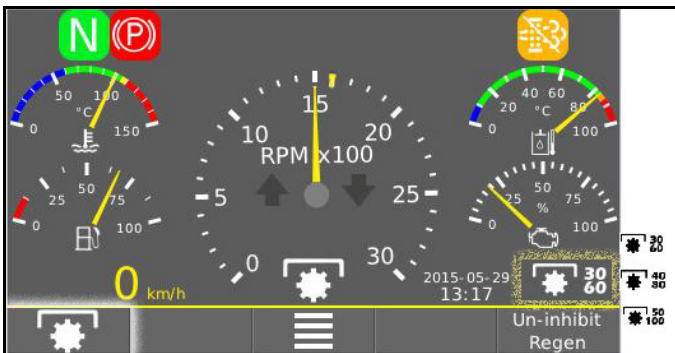 N
(P)
50 100
°C
0 150
15
10 20
RPM x100
5 25
0 30
20 40 60 80
°C
0 100
25 50 75
0 100
25 50 75
%
0 100
0 km/h
2015-05-29
13:17
30
60
Un-inhibit
Regen
30
60
40
80
50
100